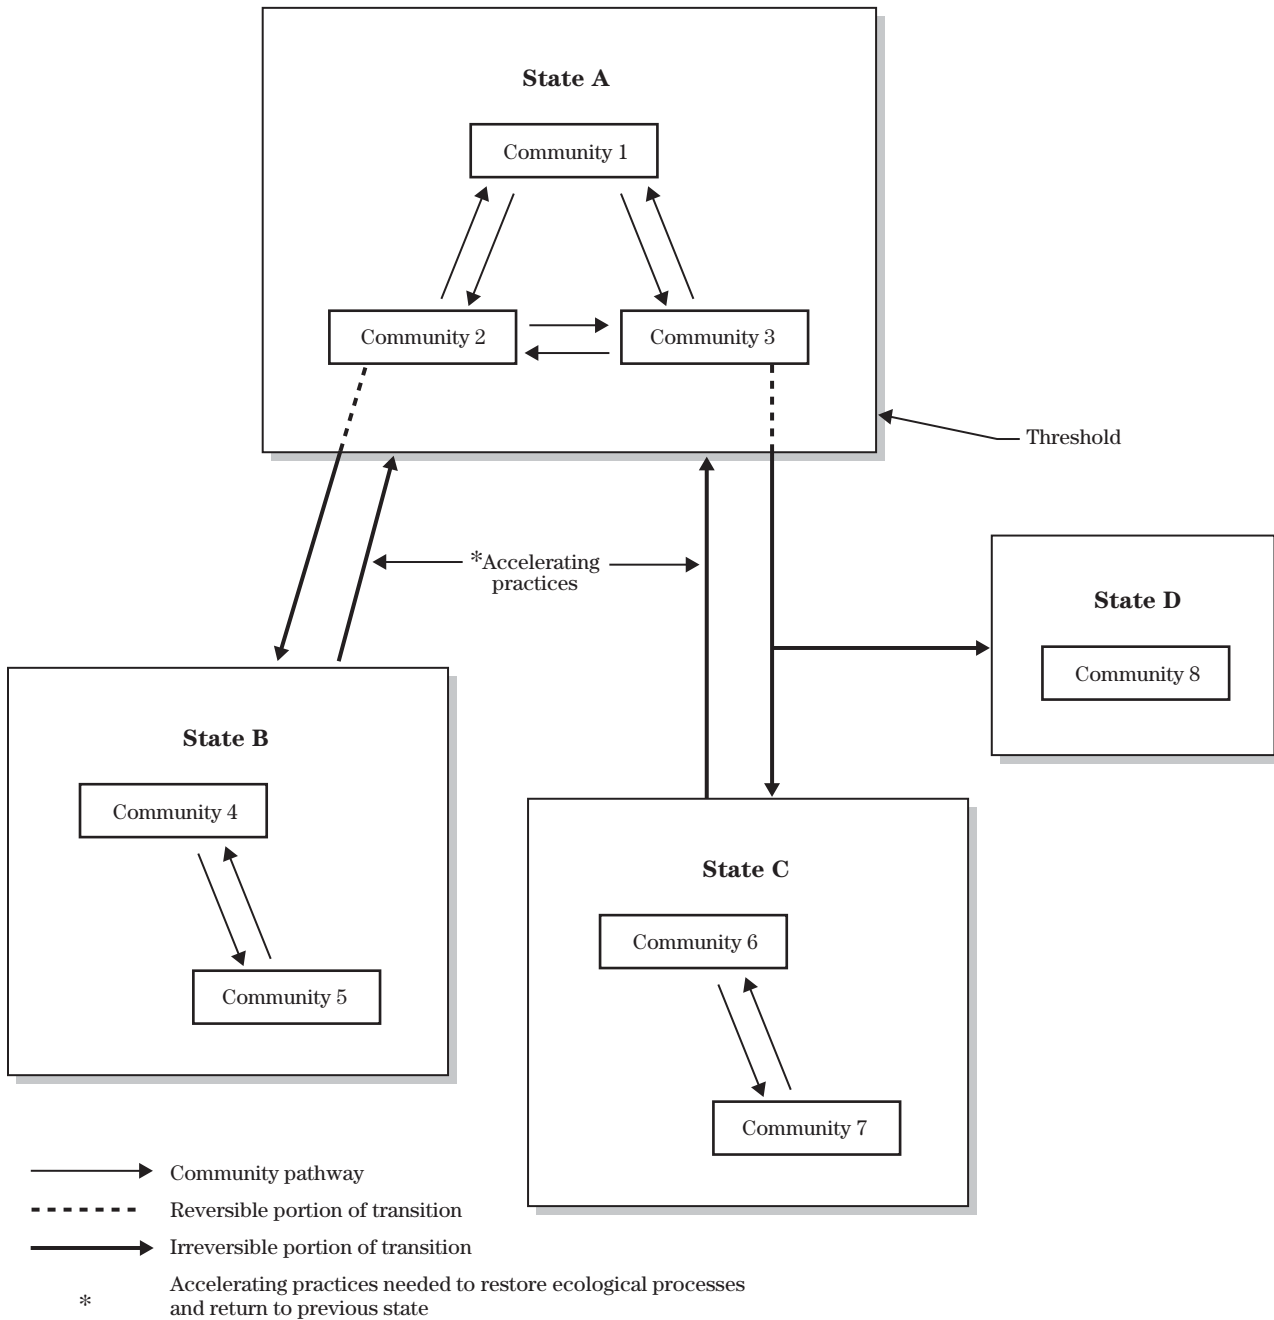 State A
Community 1
Community 2
Community 3
Threshold
*Accelerating
practices
State D
Community 8
State B
Community 4
Community 5
State C
Community 6
Community 7
Community pathway
Reversible portion of transition
Irreversible portion of transition
* Accelerating practices needed to restore ecological processes
and return to previous state